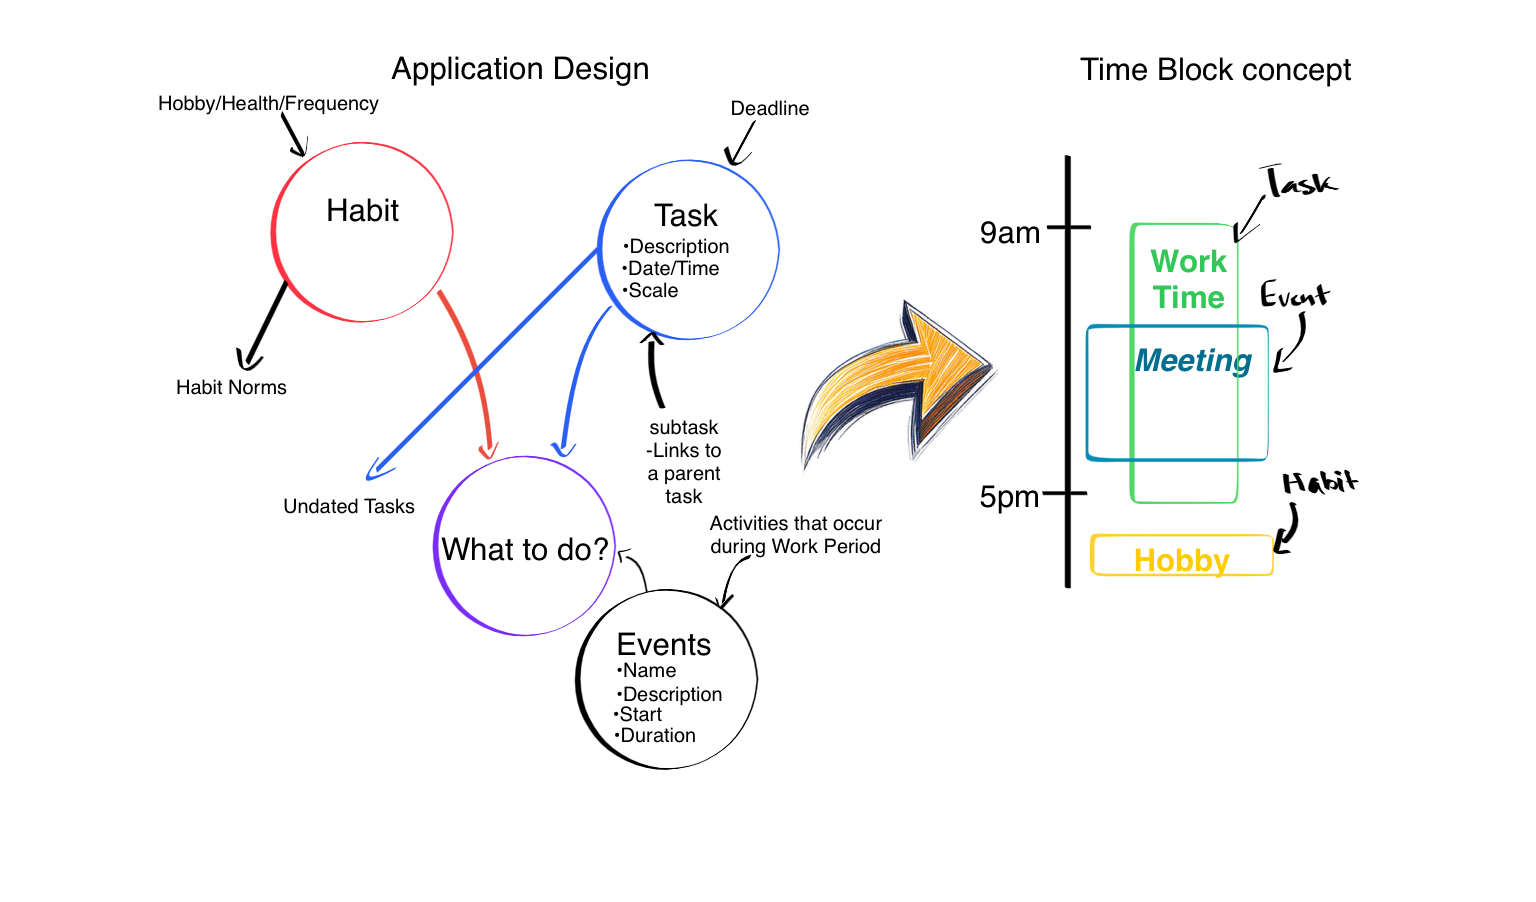 Application Design
Hobby/Health/Frequency
Deadline
Habit
Task
•Description
•Date/Time
•Scale
Habit Norms
subtask
-Links to
a parent
task
Undated Tasks
What to do?
Activities that occur
during Work Period
Events
•Name
•Description
•Start
•Duration
Time Block concept
Task
9am
Work
Time
Event
Meeting
Habit
5pm
Hobby